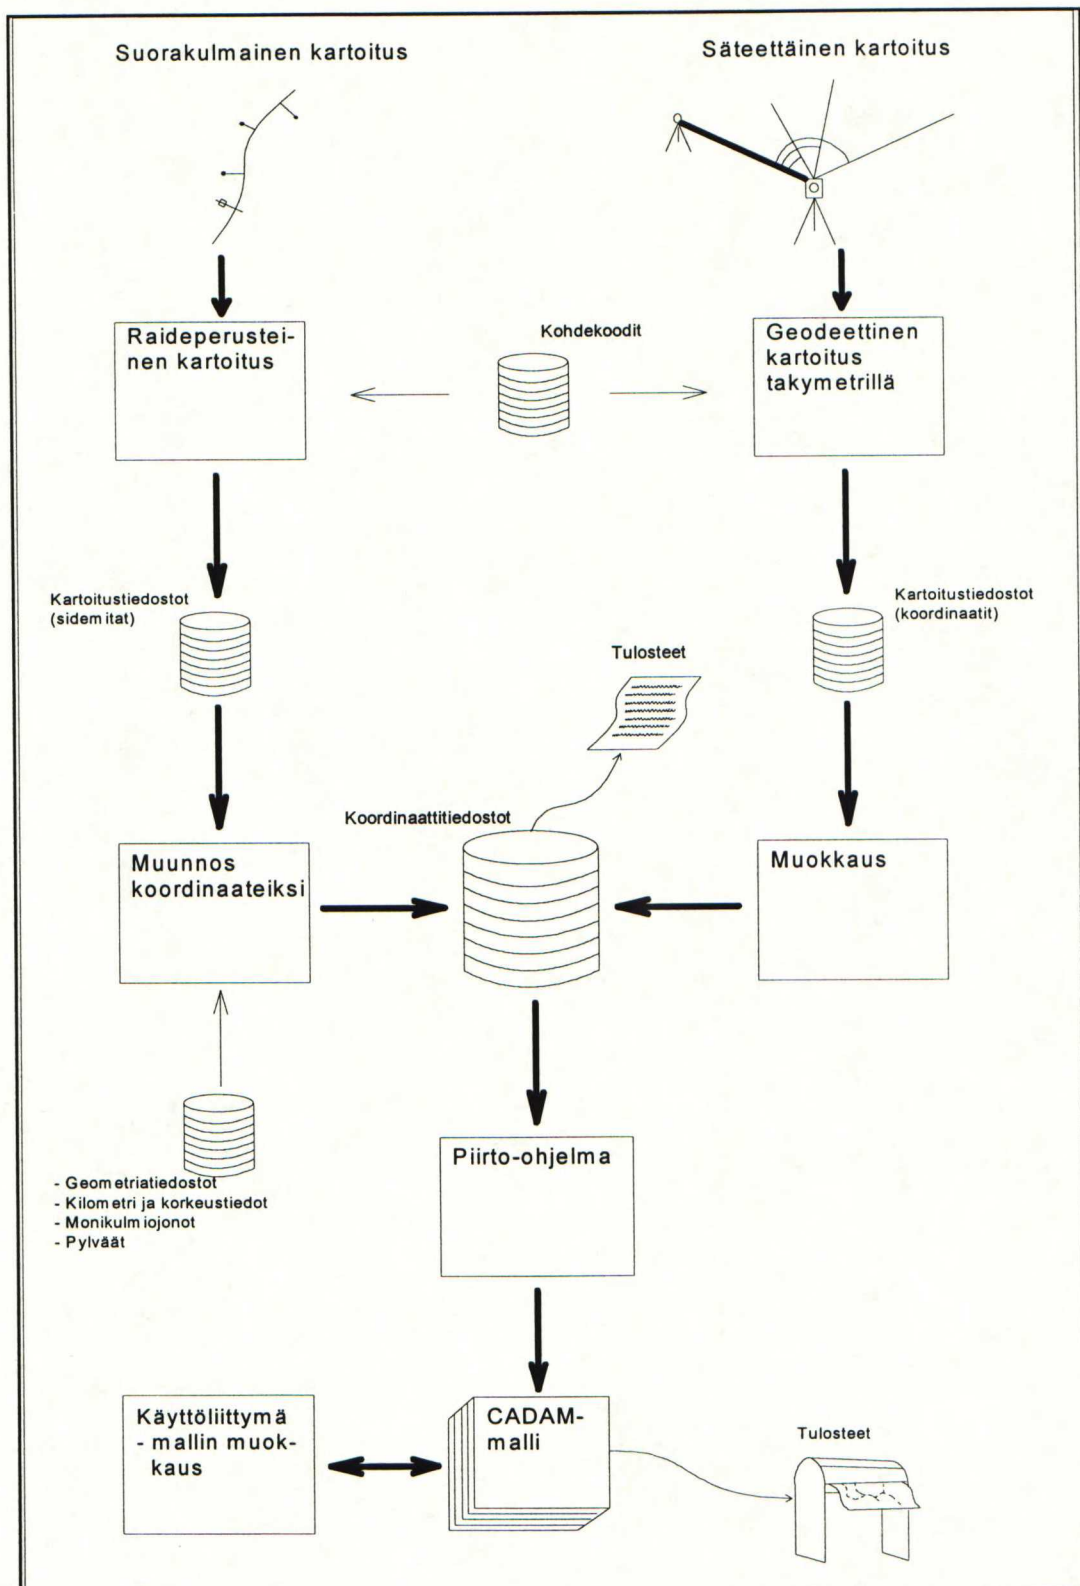 Suorakulmainen kartoitus
Säteettäinen kartoitus
Raideperustei-
nen kartoitus
Kohdekoodit
Geodeettinen
kartoitus
takymetrillä
Kartoitustiedostot
(sidemitat)
Kartoitustiedostot
(koordinaatit)
Tulosteet
Koordinaattitiedostot
Muunnos
koordinaateiksi
Muokkaus
- Geometriatiedostot
- Kilometri ja korkeustiedot
- Monikulmiojonot
- Pylväät
Piirto-ohjelma
Käyttöliittymä
- mallin muok-
kaus
CADAM-
malli
Tulosteet